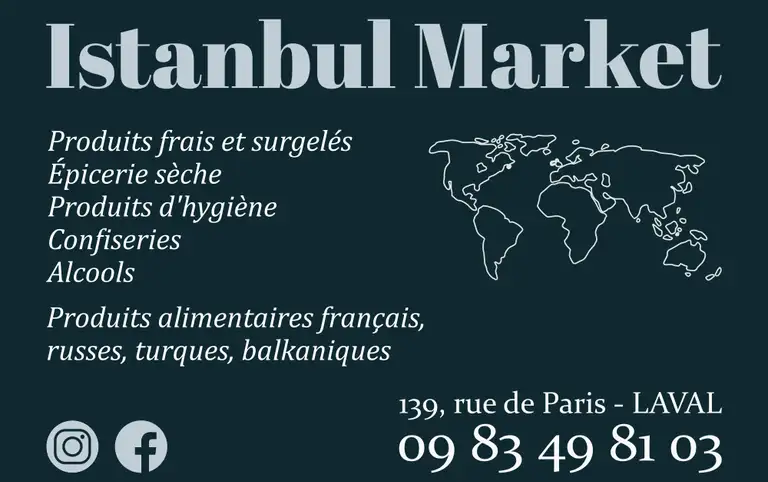 Istanbul Market
Produits frais et surgelés
Épicerie sèche
Produits d'hygiène
Confiseries
Alcools
Produits alimentaires français,
russes, turques, balkaniques
139, rue de Paris - LAVAL
09 83 49 81 03